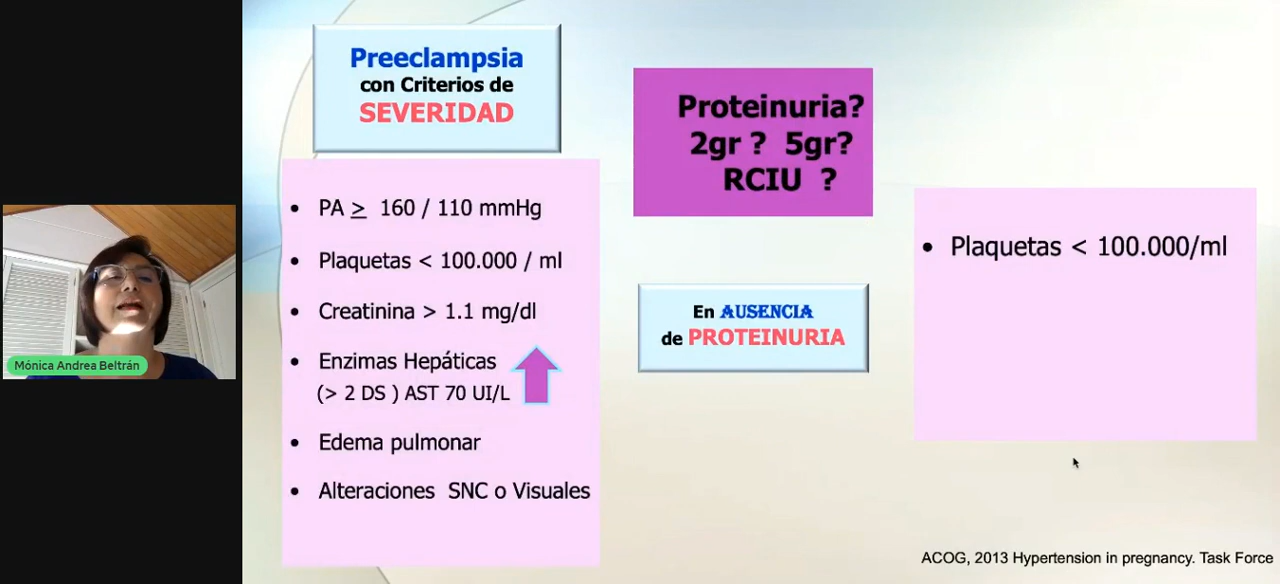 Preeclampsia
con Criterios de
SEVERIDAD
• PA ≥ 160 / 110 mmHg
• Plaquetas < 100.000 / ml
• Creatinina > 1.1 mg/dl
• Enzimas Hepáticas
(> 2 DS ) AST 70 UI/L
• Edema pulmonar
• Alteraciones SNC o Visuales
Proteinuria?
2gr ? 5gr?
RCIU ?
En AUSENCIA
de PROTEINURIA
• Plaquetas < 100.000/ml
Mónica Andrea Beltrán
ACOG, 2013 Hypertension in pregnancy. Task Force